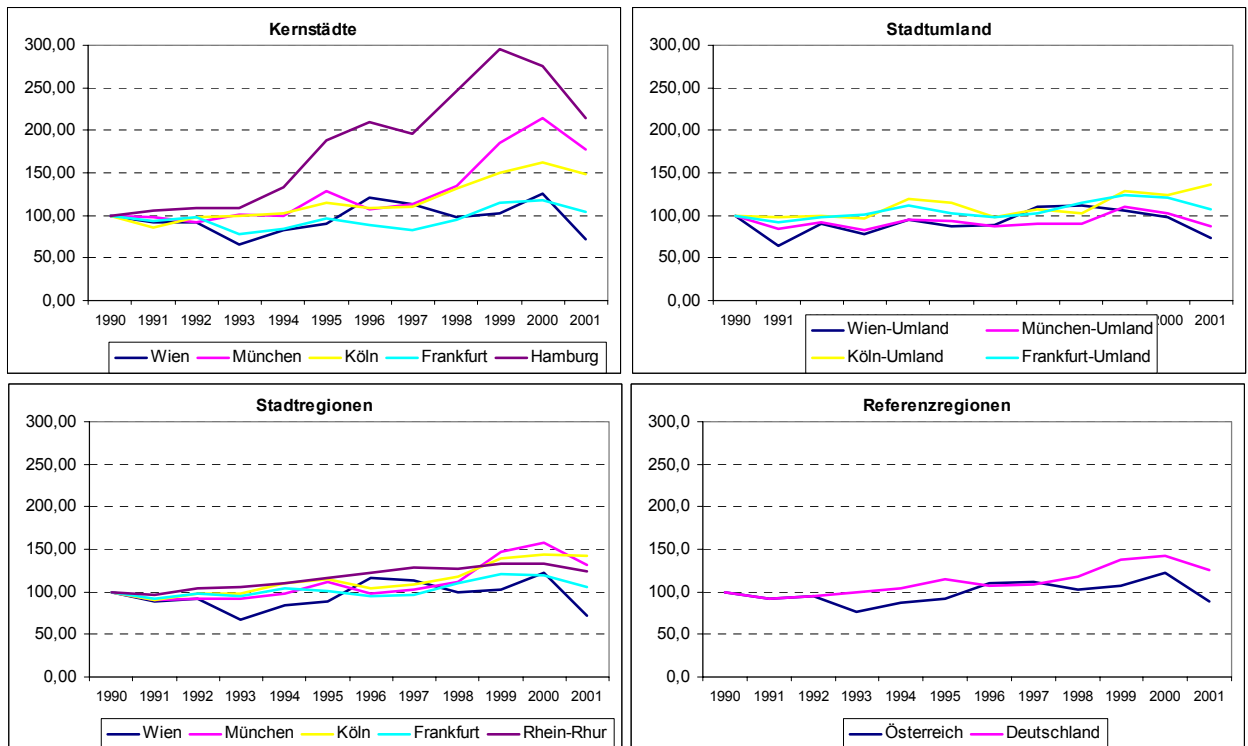 Kernstädte
300,00
250,00
200,00
150,00
100,00
50,00
0,00
1990 1991 1992 1993 1994 1995 1996 1997 1998 1999 2000 2001
Wien München Köln Frankfurt Hamburg
Stadtumland
300,00
250,00
200,00
150,00
100,00
50,00
0,00
1990 1991 2000 2001
Wien-Umland München-Umland
Köln-Umland Frankfurt-Umland
Stadtregionen
300,00
250,00
200,00
150,00
100,00
50,00
0,00
1990 1991 1992 1993 1994 1995 1996 1997 1998 1999 2000 2001
Wien München Köln Frankfurt Rhein-Rhur
Referenzregionen
300,00
250,0
200,0
150,0
100,0
50,0
0,0
1990 1991 1992 1993 1994 1995 1996 1997 1998 1999 2000 2001
Österreich Deutschland